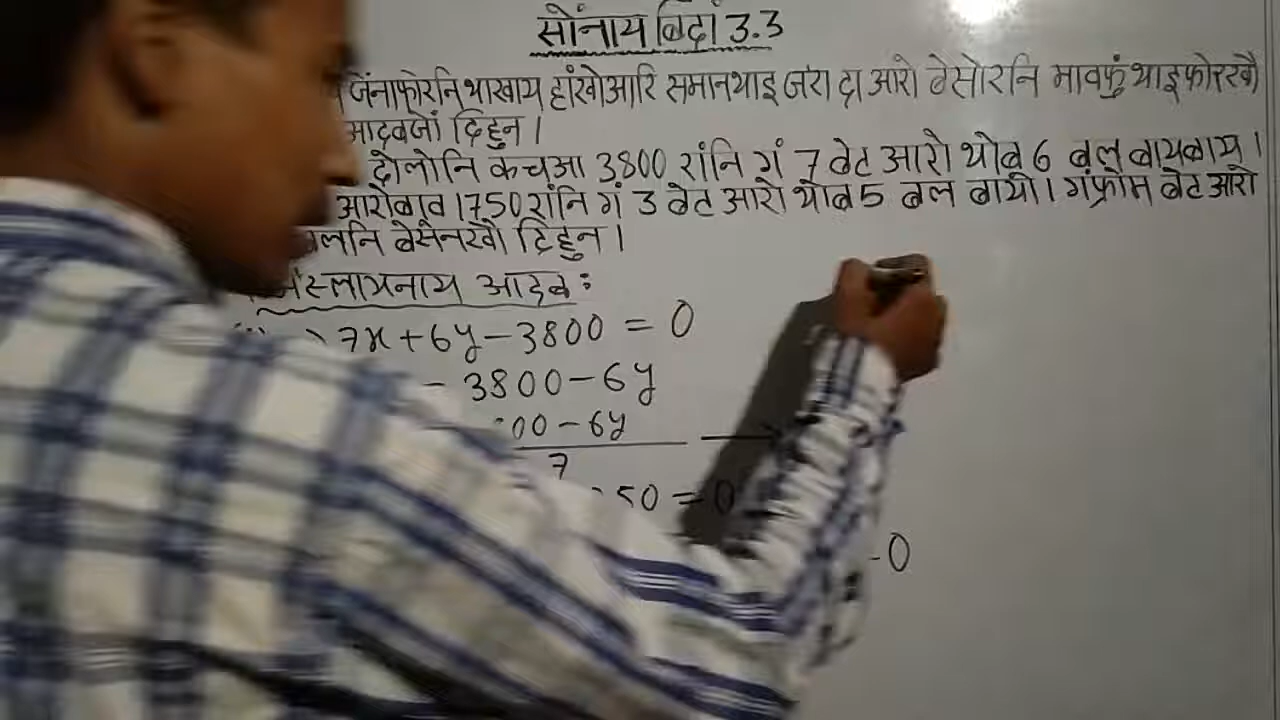 सोंनाय बिदां 3.3
जिंनाफोरनि थाखाय हांखोआरि समानथाइ जरा दा आरो बेसोरनि मावफुंथाइफोरखौ
आदबजों दिहुन।
दोलोनि कचआ 3800 रांनि गं 7 बेट आरो थोब 6 बल बायबाय।
आरोबाव 1750 रांनि गं 3 बेट आरो थोब 5 बल बायो। गंफ्रोम बेट आरो
बलनि बेसेनखौ दिहुन।
आदब :
7x + 6y - 3800 = 0
- 3800 - 6y
00 - 6y
7
50 = 0
-0